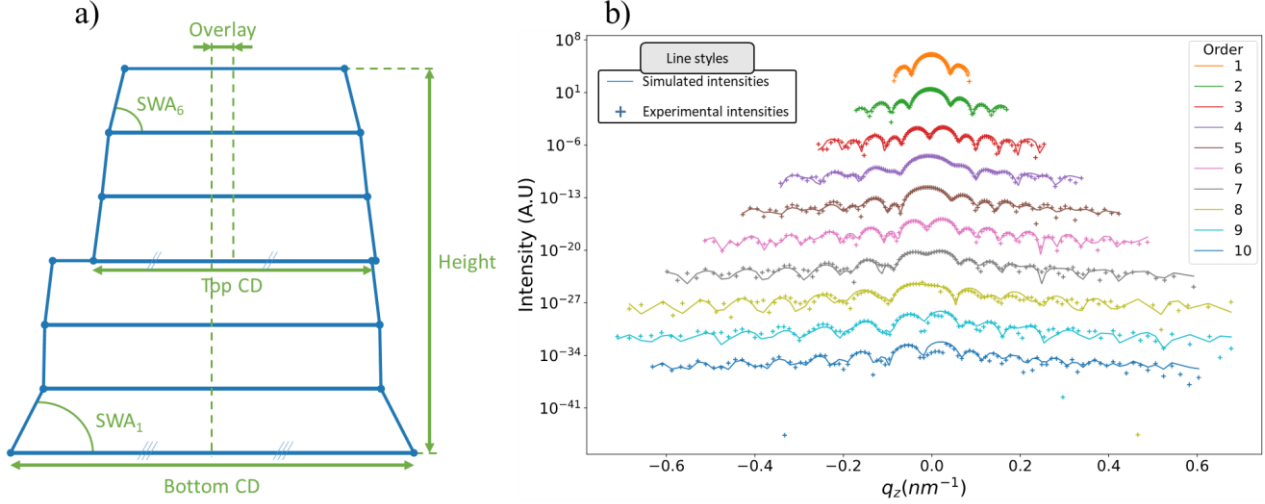 a)
Overlay
SWA6
Top CD
Height
SWA1
Bottom CD
b)
Line styles
Simulated intensities
Experimental intensities
Order
1
2
3
4
5
6
7
8
9
10
Intensity (A.U)
10^8
10^1
10^-6
10^-13
10^-20
10^-27
10^-34
10^-41
−0.6
−0.4
−0.2
0.0
0.2
0.4
0.6
q_z(nm^-1)